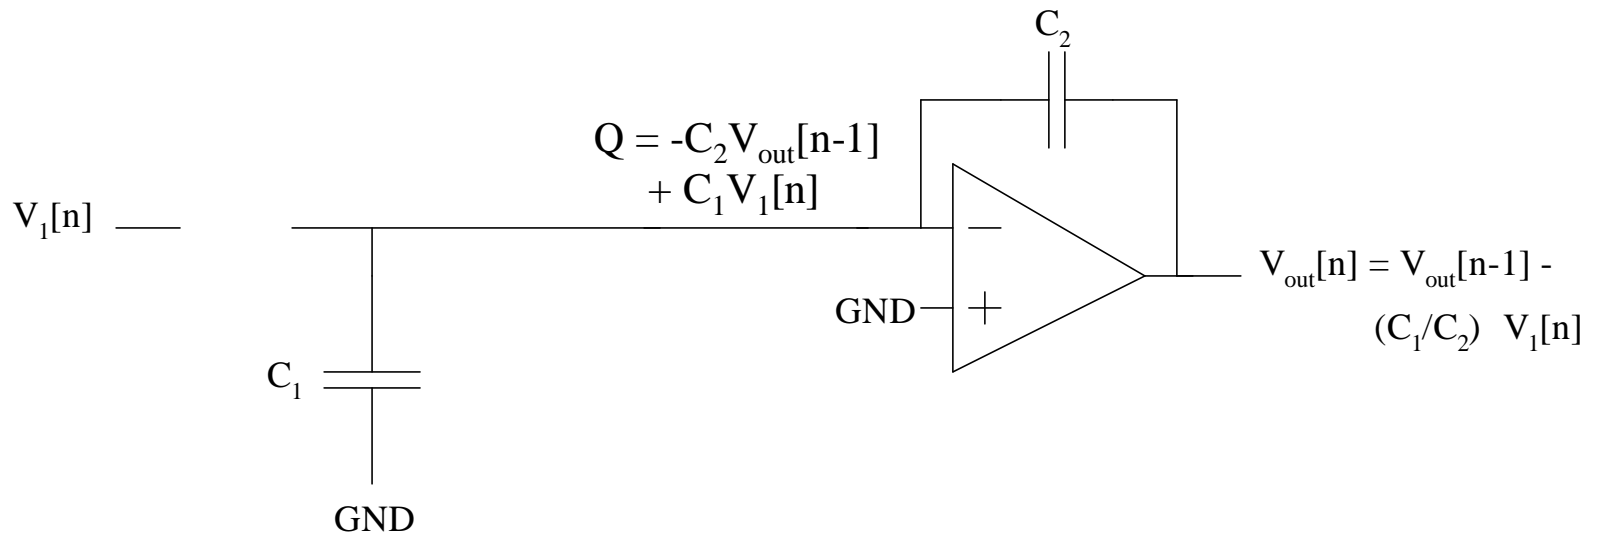 C₂
Q = -C₂Vout[n-1]
+ C₁V₁[n]
V₁[n]
Vout[n] = Vout[n-1] -
(C₁/C₂) V₁[n]
GND
C₁
GND